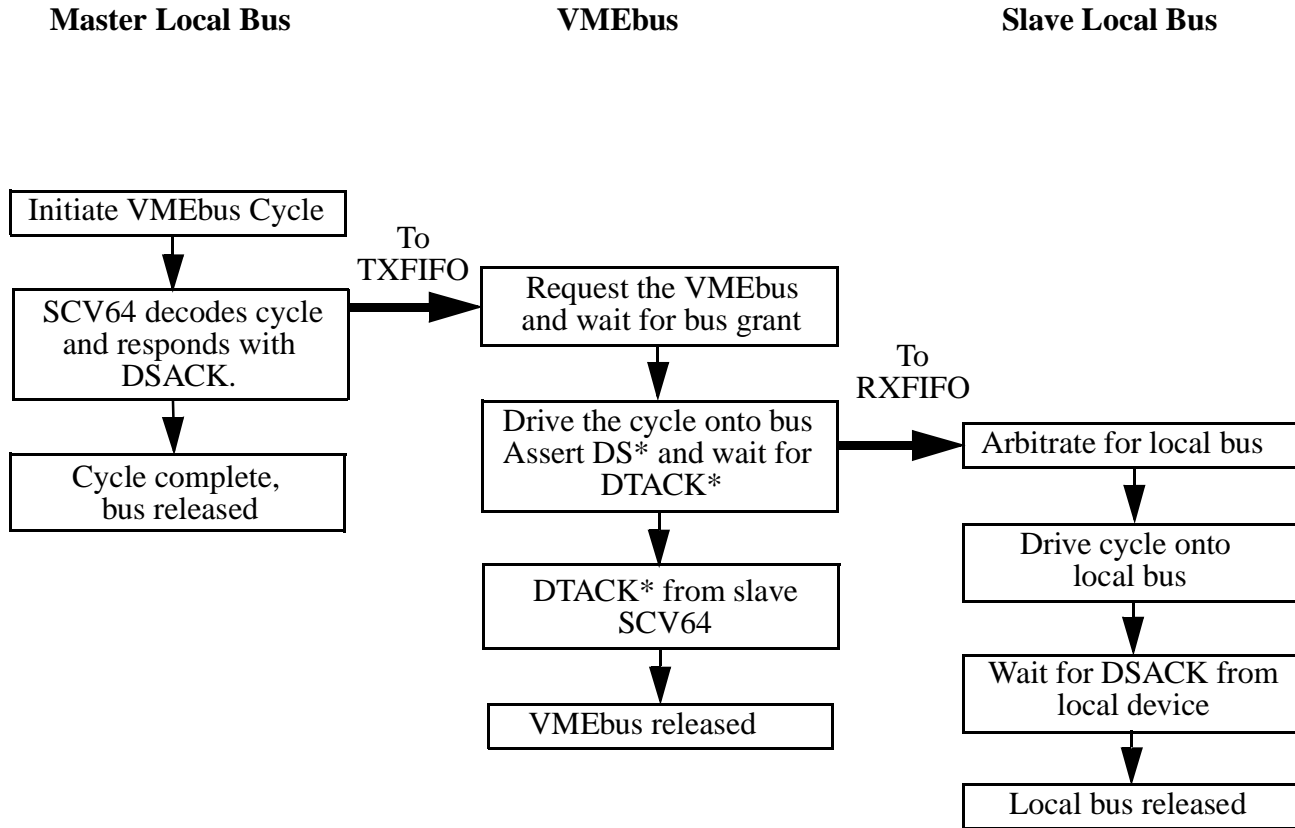 Master Local Bus
VMEbus
Slave Local Bus
Initiate VMEbus Cycle
SCV64 decodes cycle
and responds with
DSACK.
Cycle complete,
bus released
To
TXFIFO
Request the VMEbus
and wait for bus grant
Drive the cycle onto bus
Assert DS* and wait for
DTACK*
DTACK* from slave
SCV64
VMEbus released
To
RXFIFO
Arbitrate for local bus
Drive cycle onto
local bus
Wait for DSACK from
local device
Local bus released